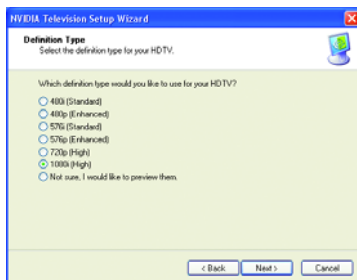 NVIDIA Television Setup Wizard
Definition Type
Select the definition type for your HDTV.
Which definition type would you like to use for your HDTV?
480i (Standard)
480p (Enhanced)
576i (Standard)
576p (Enhanced)
720p (High)
1080i (High)
Not sure, I would like to preview them.
< Back
Next >
Cancel